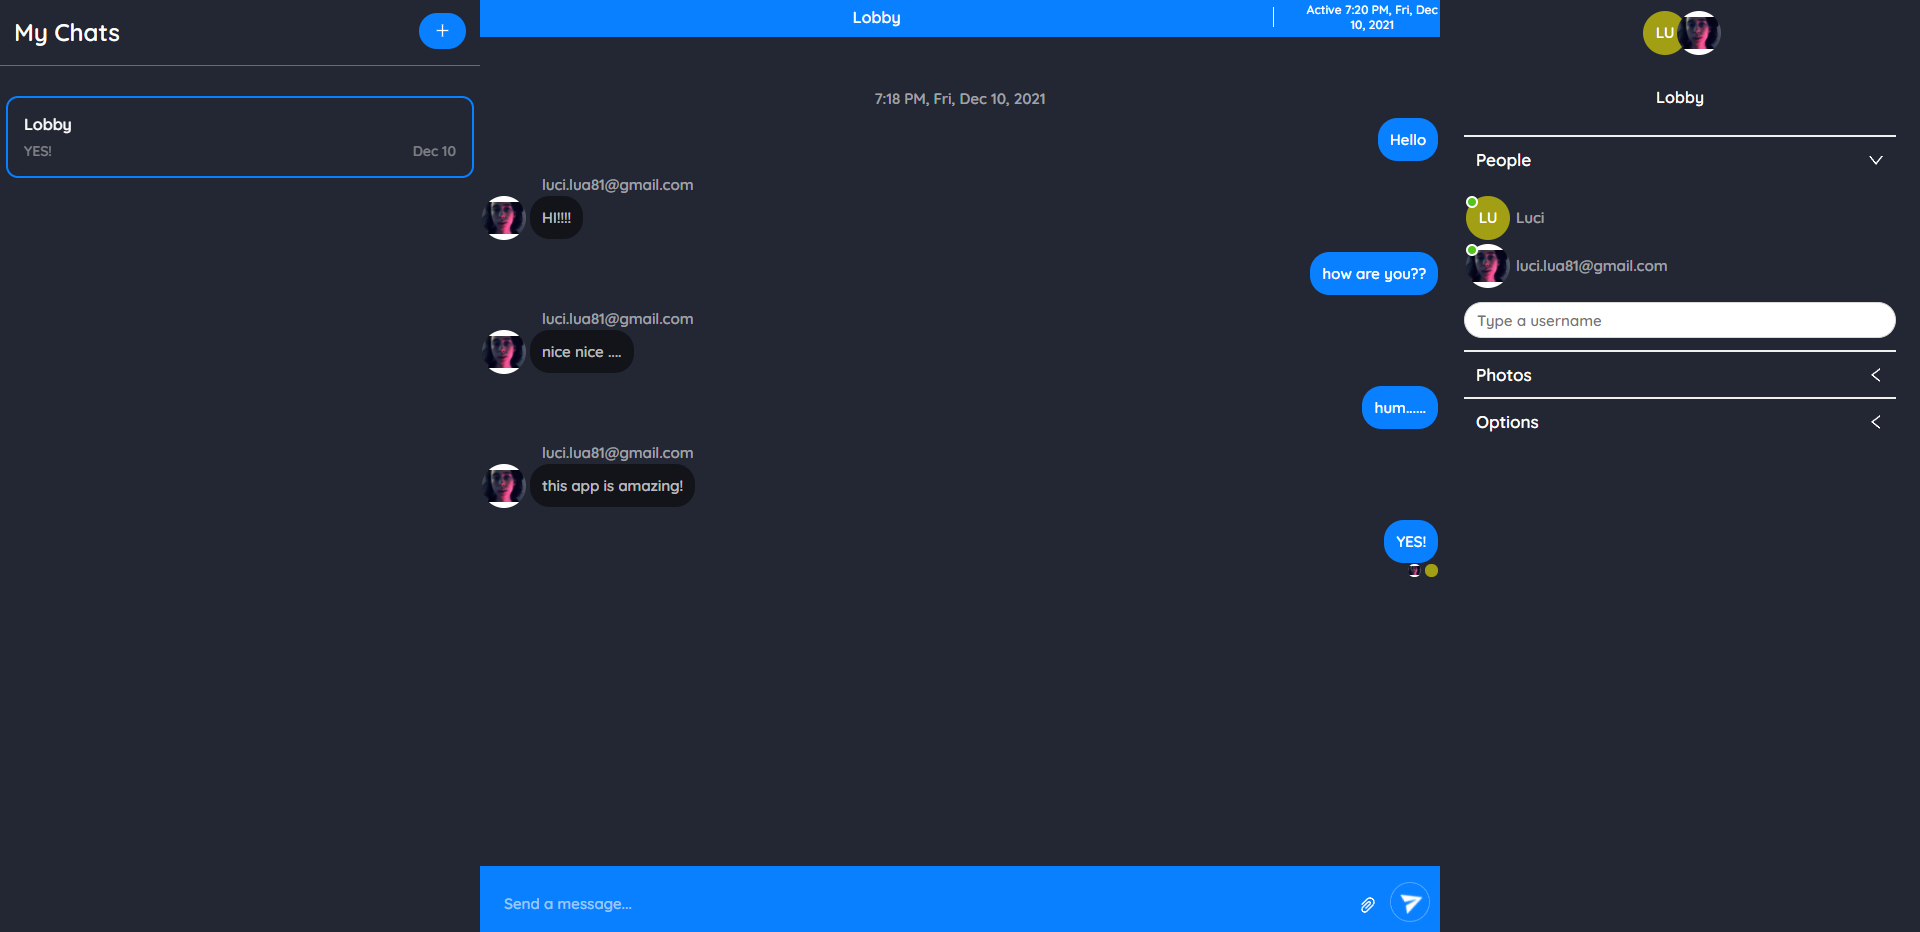 My Chats
+
Lobby
YES!
Dec 10
Lobby
Active 7:20 PM, Fri, Dec
10, 2021
7:18 PM, Fri, Dec 10, 2021
Hello
luci.lua81@gmail.com
HI!!!!
how are you??
luci.lua81@gmail.com
nice nice ....
hum......
luci.lua81@gmail.com
this app is amazing!
YES!
Send a message...
LU
Lobby
People
LU
Luci
luci.lua81@gmail.com
Type a username
Photos
Options